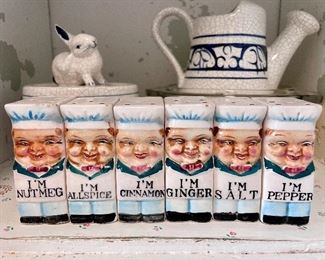 I'M
NUTMEG
I'M
ALLSPICE
I'M
CINNAMON
I'M
GINGER
I'M
SALT
I'M
PEPPER